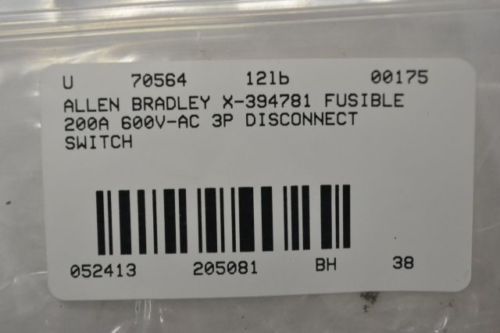 U 70564 12lb 00175
ALLEN BRADLEY X-394781 FUSIBLE
200A 600V-AC 3P DISCONNECT
SWITCH
052413 205081 BH 38